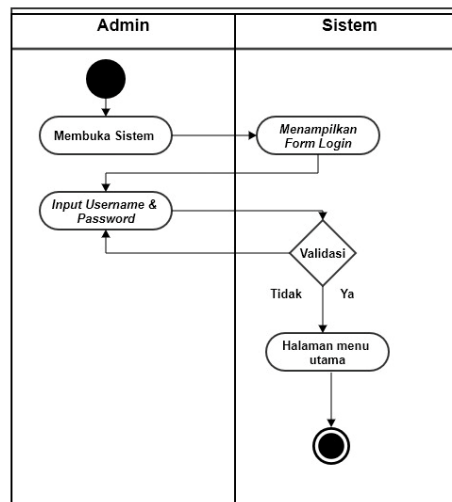 Admin
Sistem
Membuka Sistem
Menampilkan
Form Login
Input Username &
Password
Validasi
Tidak
Ya
Halaman menu
utama